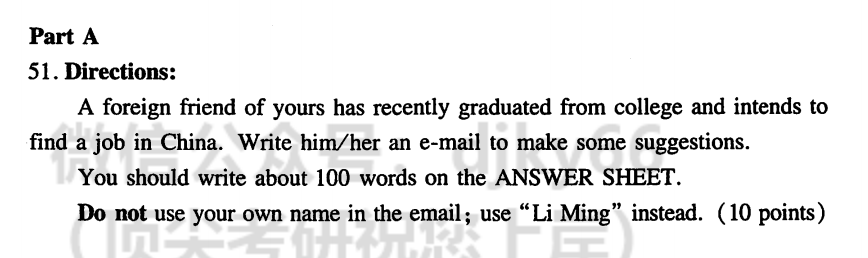 Part A
51. Directions:
A foreign friend of yours has recently graduated from college and intends to
find a job in China. Write him/her an e-mail to make some suggestions.
微信公众号:djky66
You should write about 100 words on the ANSWER SHEET.
Do not use your own name in the email; use “Li Ming” instead. (10 points)
(顶尖考研祝您上岸)